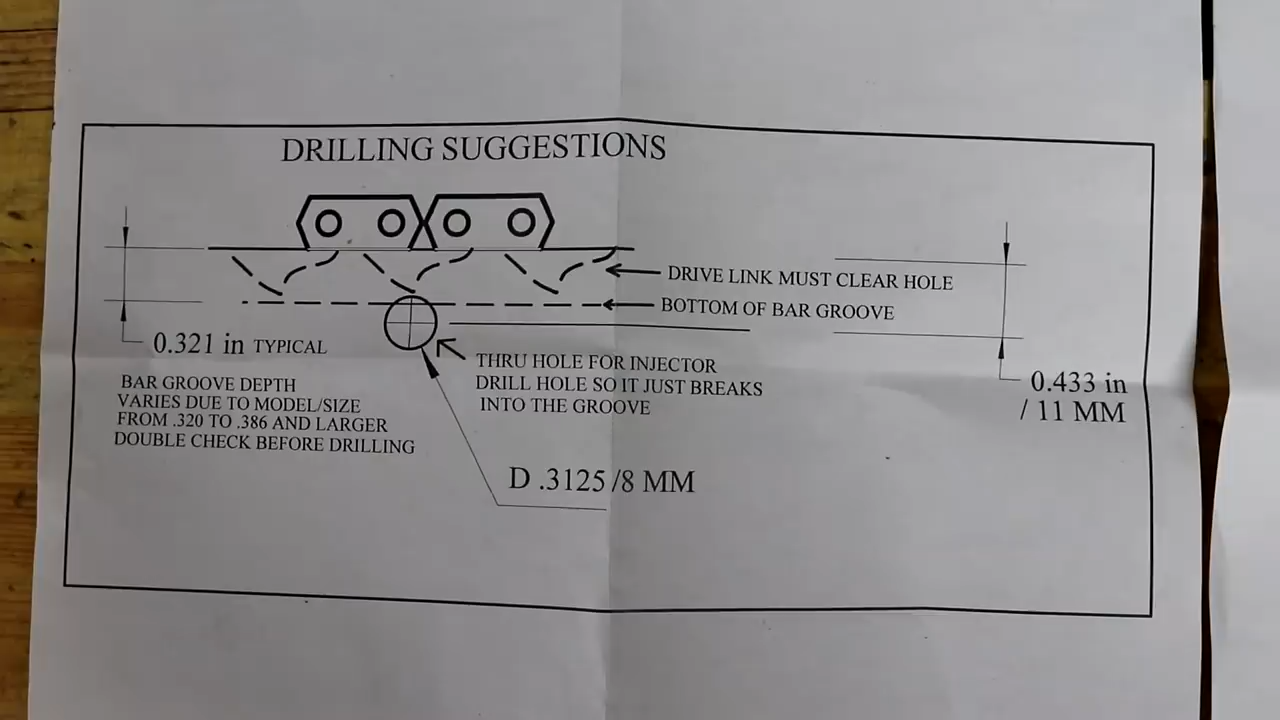 DRILLING SUGGESTIONS
DRIVE LINK MUST CLEAR HOLE
BOTTOM OF BAR GROOVE
0.321 in TYPICAL
BAR GROOVE DEPTH
VARIES DUE TO MODEL/SIZE
FROM .320 TO .386 AND LARGER
DOUBLE CHECK BEFORE DRILLING
THRU HOLE FOR INJECTOR
DRILL HOLE SO IT JUST BREAKS
INTO THE GROOVE
0.433 in
/ 11 MM
D .3125/8 MM